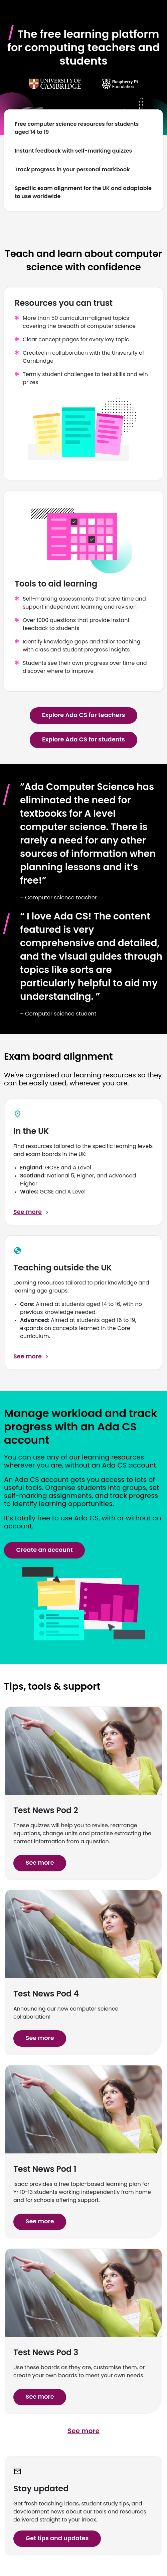 The free learning platform
for computing teachers and
students
UNIVERSITY OF
CAMBRIDGE
Raspberry Pi
Foundation
Free computer science resources for students
aged 14 to 19
Instant feedback with self-marking quizzes
Track progress in your personal markbook
Specific exam alignment for the UK and adaptable
to use worldwide
Teach and learn about computer
science with confidence
Resources you can trust
More than 50 curriculum-aligned topics
covering the breadth of computer science
Clear concept pages for every key topic
Created in collaboration with the University of
Cambridge
Termly student challenges to test skills and win
prizes
Tools to aid learning
Self-marking assessments that save time and
support independent learning and revision
Over 1000 questions that provide instant
feedback to students
Identify knowledge gaps and tailor teaching
with class and student progress insights
Students see their own progress over time and
discover where to improve
Explore Ada CS for teachers
Explore Ada CS for students
“Ada Computer Science has
eliminated the need for
textbooks for A level
computer science. There is
rarely a need for any other
sources of information when
planning lessons and it’s
free!”
– Computer science teacher
“ I love Ada CS! The content
featured is very
comprehensive and detailed,
and the visual guides through
topics like sorts are
particularly helpful to aid my
understanding. ”
– Computer science student
Exam board alignment
We've organised our learning resources so they
can be easily used, wherever you are.
In the UK
Find resources tailored to the specific learning levels
and exam boards in the UK.
England: GCSE and A Level
Scotland: National 5, Higher, and Advanced
Higher
Wales: GCSE and A Level
See more
Teaching outside the UK
Learning resources tailored to prior knowledge and
learning age groups:
Core: Aimed at students aged 14 to 16, with no
previous knowledge needed.
Advanced: Aimed at students aged 16 to 19,
expands on concepts learned in the Core
curriculum.
See more
Manage workload and track
progress with an Ada CS
account
You can use any of our learning resources
wherever you are, without an Ada CS account.
An Ada CS account gets you access to lots of
useful tools. Organise students into groups, set
self-marking assignments, and track progress
to identify learning opportunities.
It’s totally free to use Ada CS, with or without an
account.
Create an account
Tips, tools & support
Test News Pod 2
These quizzes will help you to revise, rearrange
equations, change units and practise extracting the
correct information from a question.
See more
Test News Pod 4
Announcing our new computer science
collaboration!
See more
Test News Pod 1
Isaac provides a free topic-based learning plan for
Yr 10-13 students working independently from home
and for schools offering support.
See more
Test News Pod 3
Use these boards as they are, customise them, or
create your own boards to meet your own needs.
See more
See more
Stay updated
Get fresh teaching ideas, student study tips, and
development news about our tools and resources
delivered straight to your inbox.
Get tips and updates